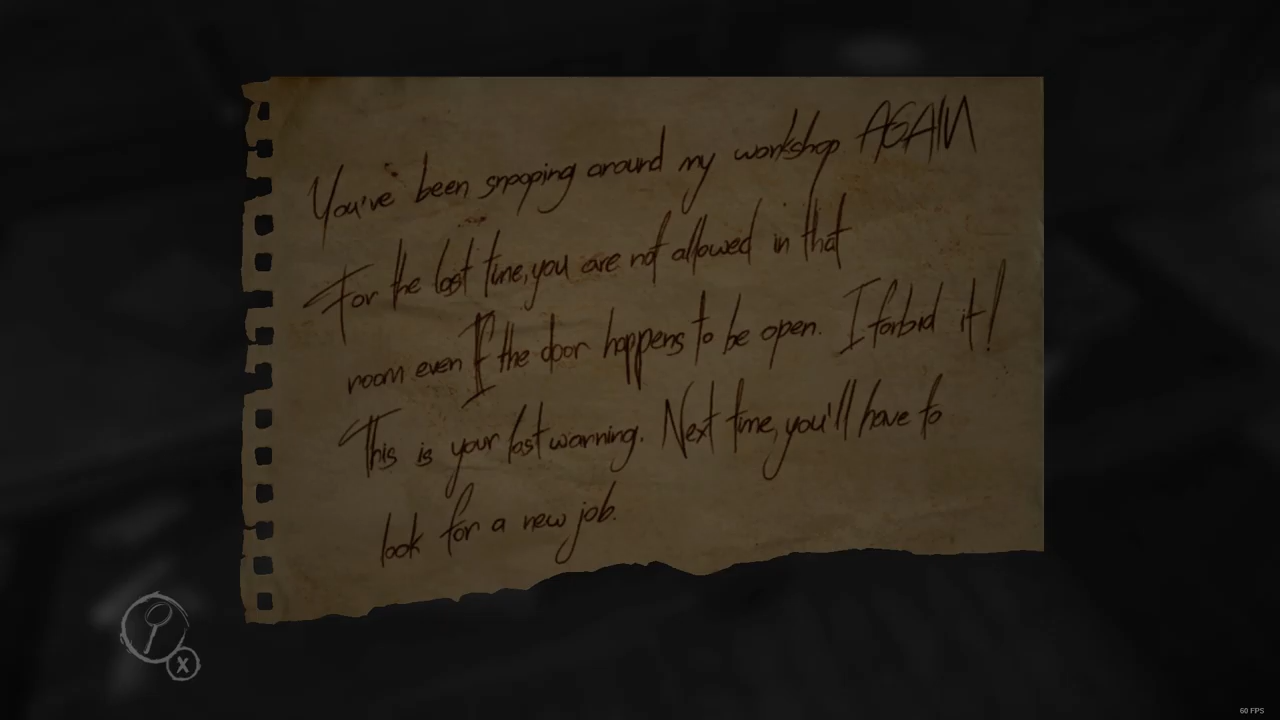 You've been snooping around my workshop AGAIN
For the last time, you are not allowed in that
room even If the door happens to be open. I forbid it!
This is your last warning. Next time, you'll have to
look for a new job.
X
60 FPS